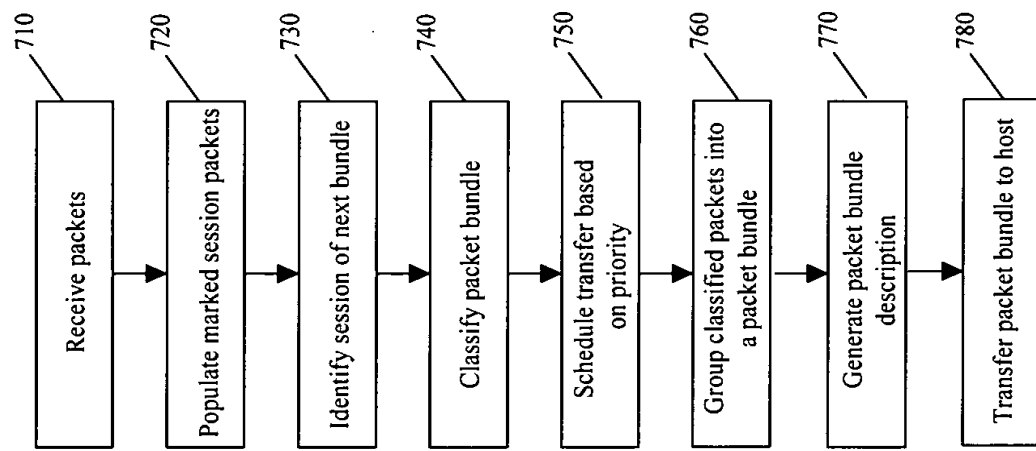 710
Receive packets
720
Populate marked session packets
730
Identify session of next bundle
740
Classify packet bundle
750
Schedule transfer based
on priority
760
Group classified packets into
a packet bundle
770
Generate packet bundle
description
780
Transfer packet bundle to host